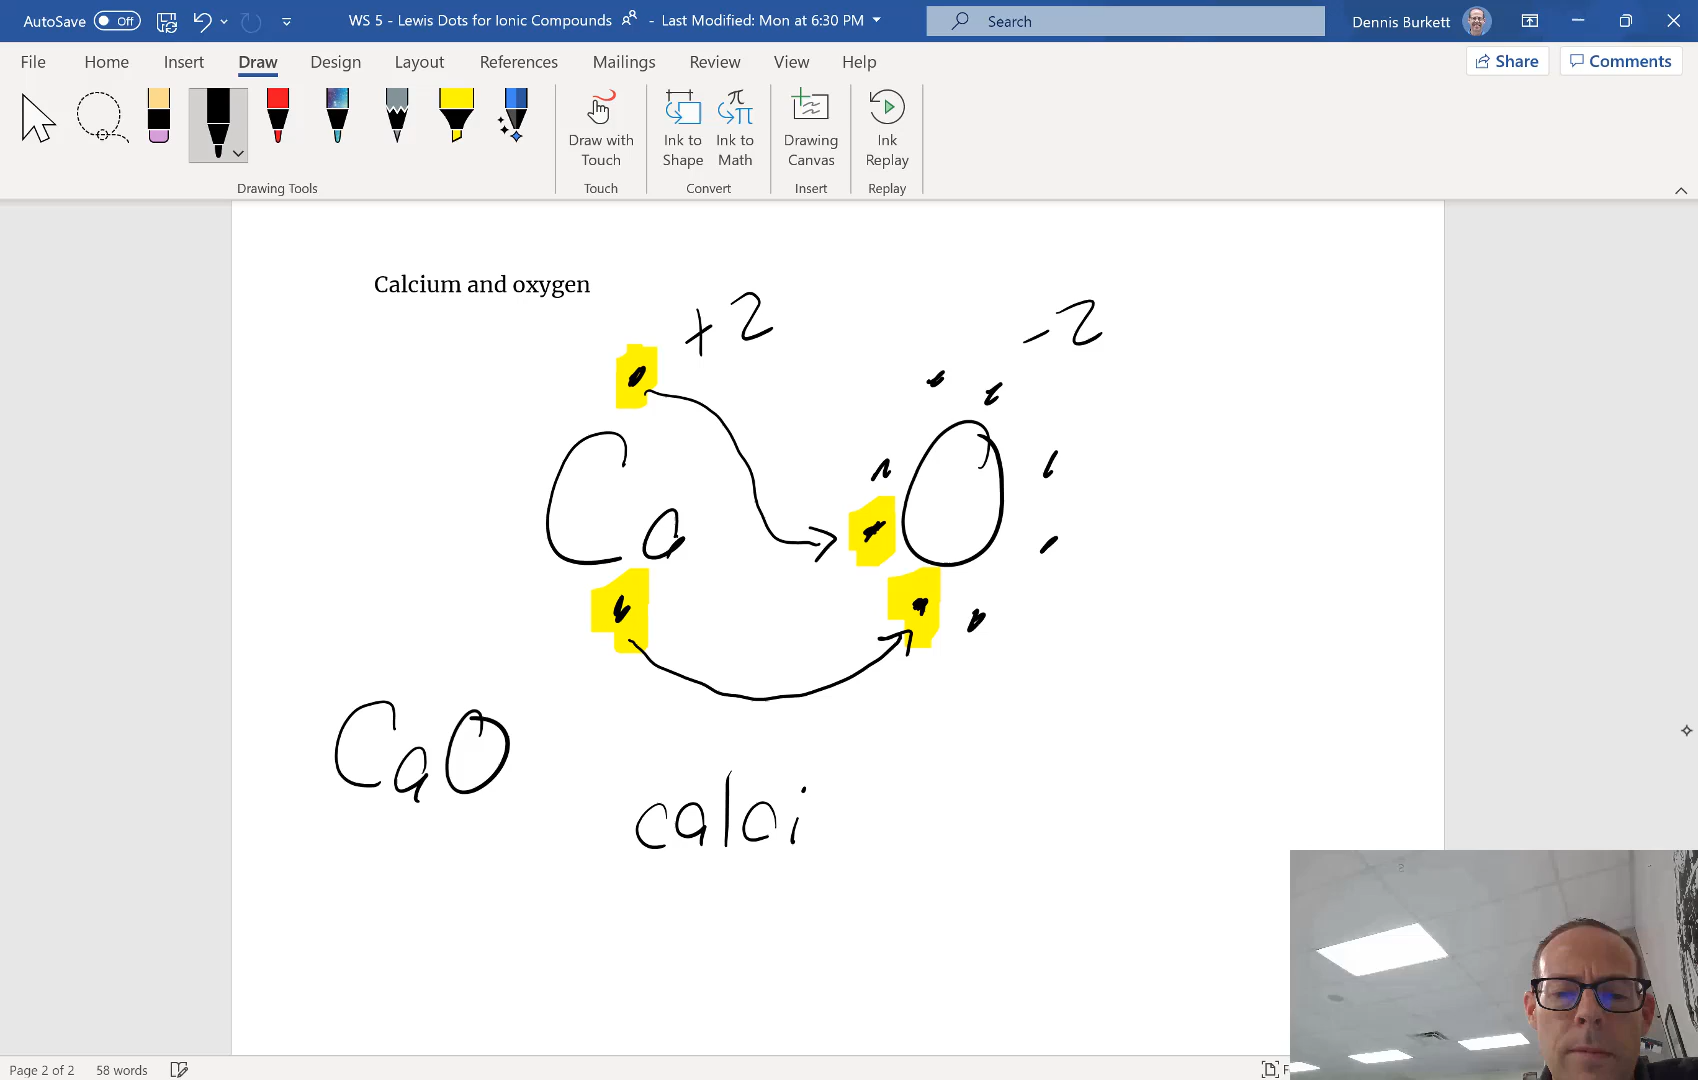 AutoSave Off WS 5 - Lewis Dots for Ionic Compounds - Last Modified: Mon at 6:30 PM Search Dennis Burkett
File Home Insert Draw Design Layout References Mailings Review View Help Share Comments
Draw with Touch
Ink to Shape
Ink to Math
Drawing Canvas
Ink Replay
Drawing Tools Touch Convert Insert Replay
Calcium and oxygen
+2 -2
Ca O
CaO
calci
Page 2 of 2 58 words